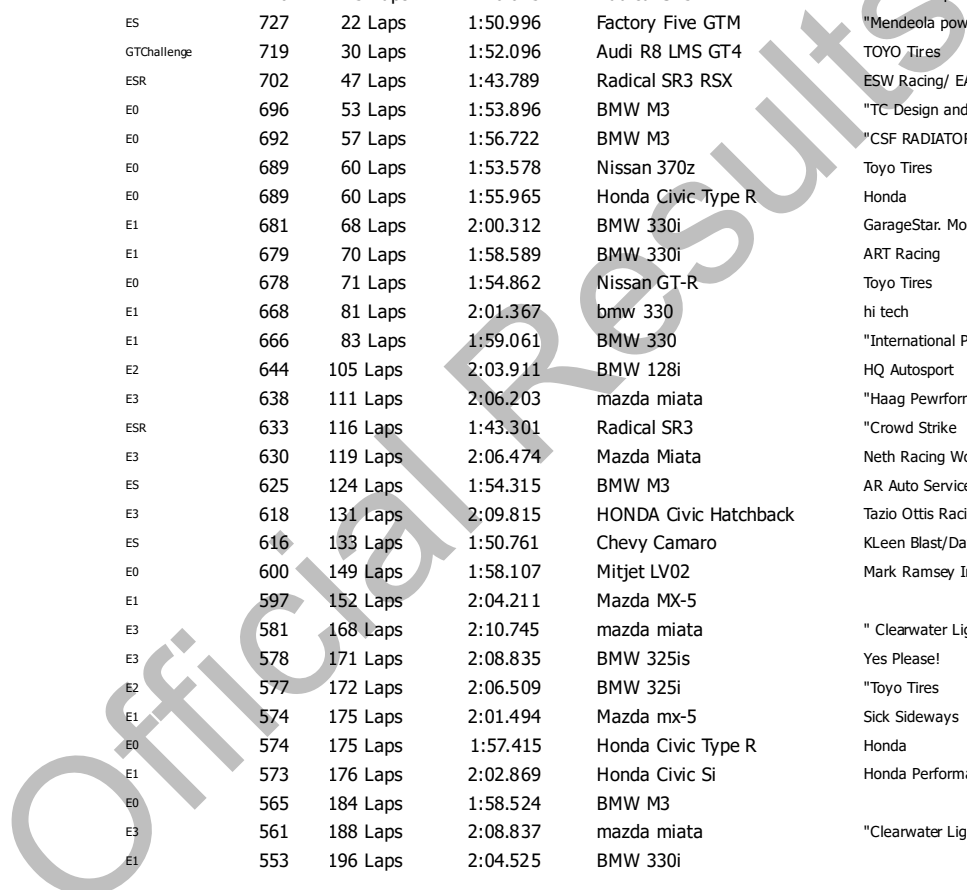 ES 727 22 Laps 1:50.996 Factory Five GTM "Mendeola
GTChallenge 719 30 Laps 1:52.096 Audi R8 LMS GT4 TOYO Tires
ESR 702 47 Laps 1:43.789 Radical SR3 RSX ESW Racing/
E0 696 53 Laps 1:53.896 BMW M3 "TC Design and
E0 692 57 Laps 1:56.722 BMW M3 "CSF
E0 689 60 Laps 1:53.578 Nissan 370z Toyo Tires
E0 689 60 Laps 1:55.965 Honda Civic Type R Honda
E1 681 68 Laps 2:00.312 BMW 330i GarageStar.
E1 679 70 Laps 1:58.589 BMW 330i ART Racing
E0 678 71 Laps 1:54.862 Nissan GT-R Toyo Tires
E1 668 81 Laps 2:01.367 bmw 330 hi tech
E1 666 83 Laps 1:59.061 BMW 330 "International
E2 644 105 Laps 2:03.911 BMW 128i HQ Autosport
E3 638 111 Laps 2:06.203 mazda miata "Haag
ESR 633 116 Laps 1:43.301 Radical SR3 "Crowd Strike
E3 630 119 Laps 2:06.474 Mazda Miata Neth Racing
ES 625 124 Laps 1:54.315 BMW M3 AR Auto Service
E3 618 131 Laps 2:09.815 HONDA Civic Hatchback Tazio Ottis
ES 616 133 Laps 1:50.761 Chevy Camaro KLeen
E0 600 149 Laps 1:58.107 Mitjet LV02 Mark Ramsey
E1 597 152 Laps 2:04.211 Mazda MX-5
E3 581 168 Laps 2:10.745 mazda miata " Clearwater
E3 578 171 Laps 2:08.835 BMW 325is Yes Please!
E2 577 172 Laps 2:06.509 BMW 325i "Toyo Tires
E1 574 175 Laps 2:01.494 Mazda mx-5 Sick Sideways
E0 574 175 Laps 1:57.415 Honda Civic Type R Honda
E1 573 176 Laps 2:02.869 Honda Civic Si Honda
E0 565 184 Laps 1:58.524 BMW M3
E3 561 188 Laps 2:08.837 mazda miata "Clearwater
E1 553 196 Laps 2:04.525 BMW 330i
Official Results